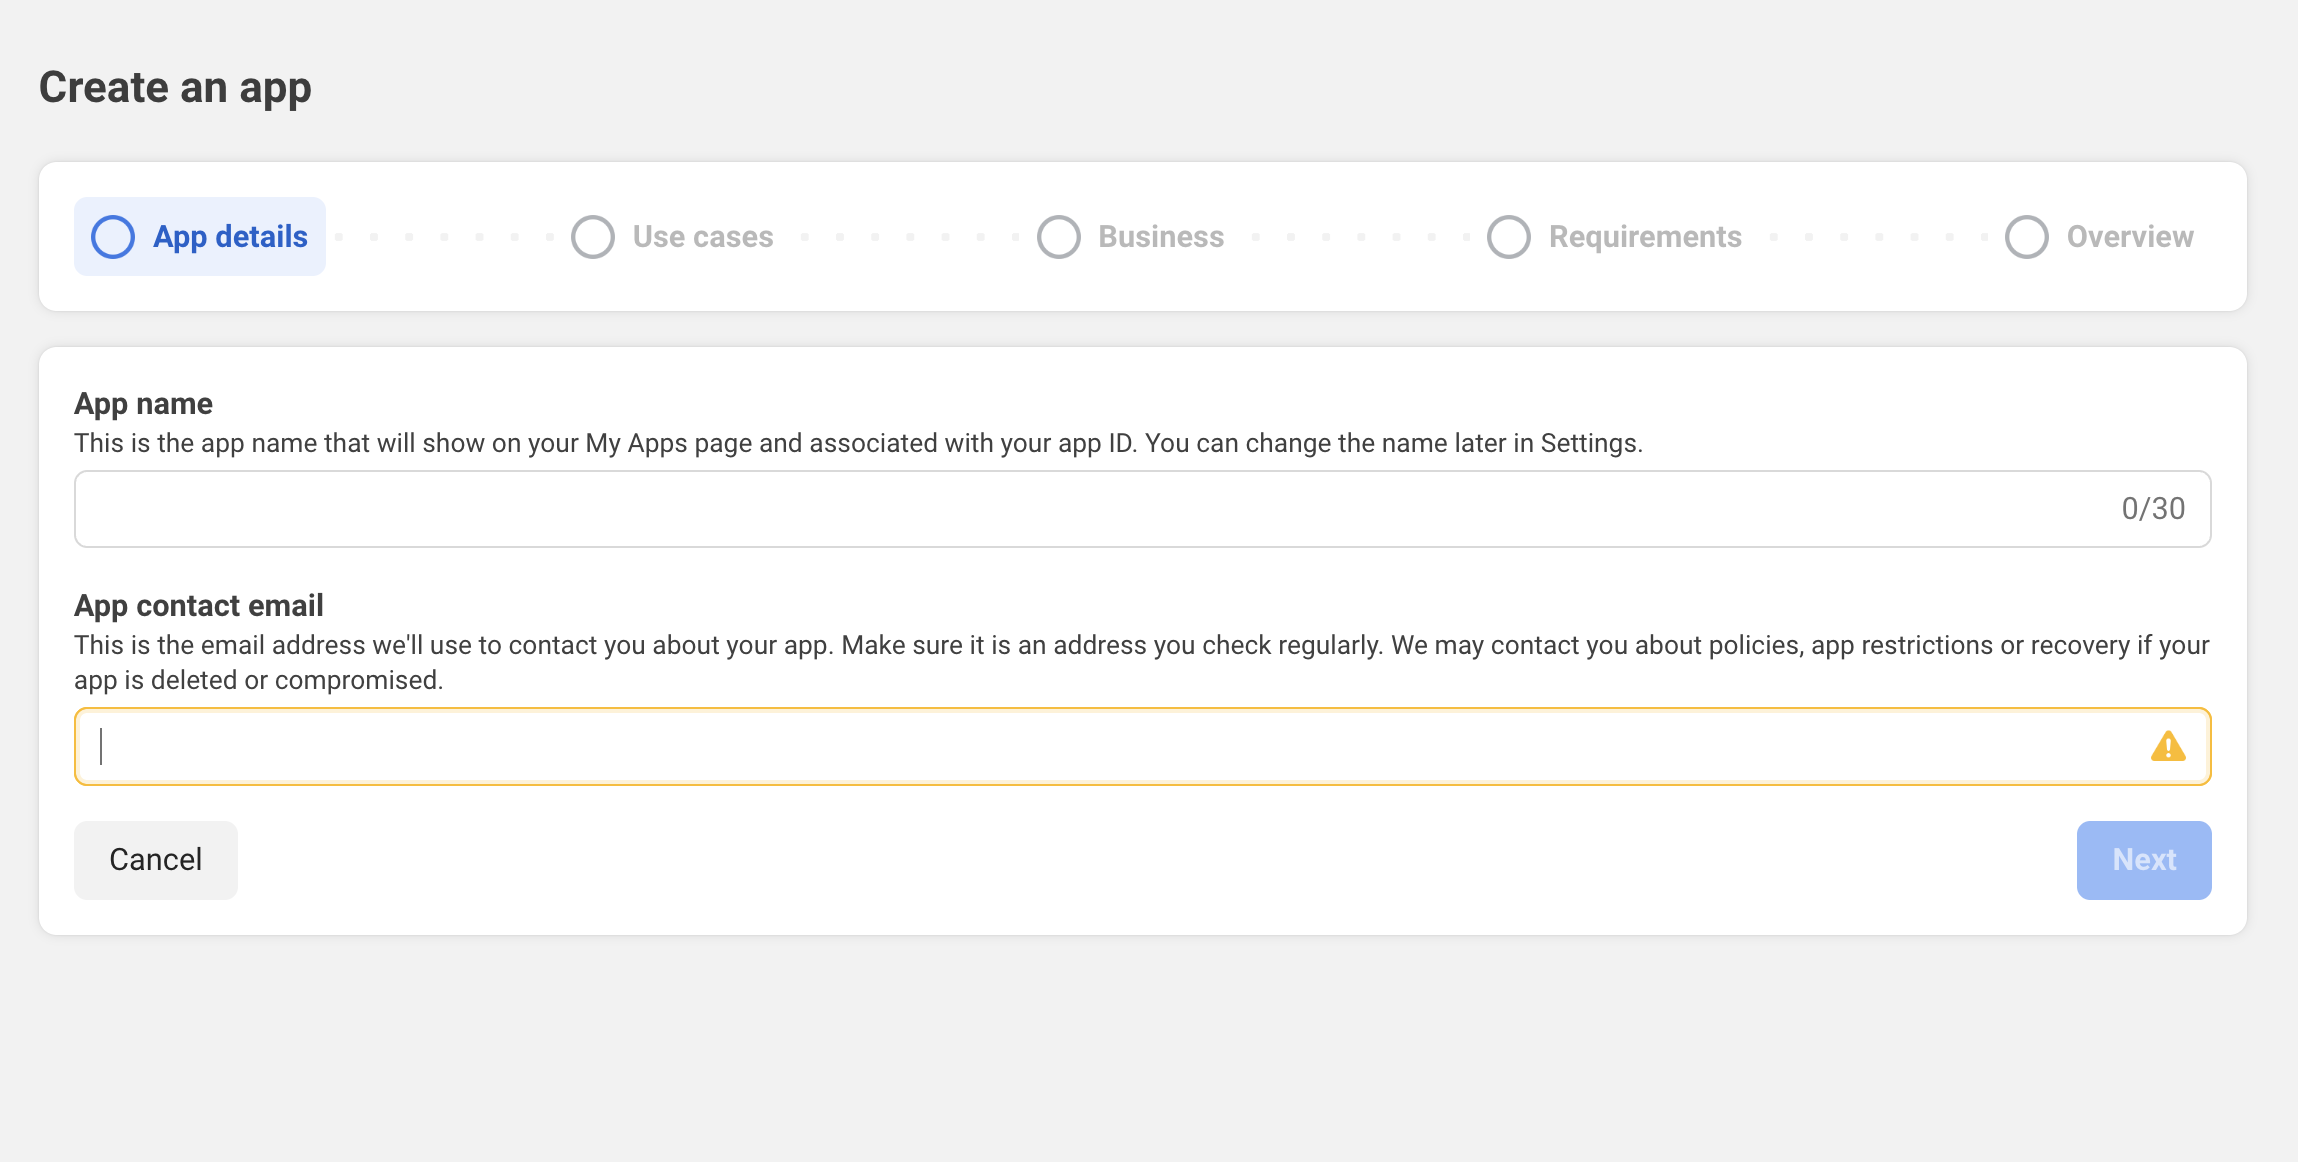 Create an app
App details
Use cases
Business
Requirements
Overview
App name
This is the app name that will show on your My Apps page and associated with your app ID. You can change the name later in Settings.
0/30
App contact email
This is the email address we'll use to contact you about your app. Make sure it is an address you check regularly. We may contact you about policies, app restrictions or recovery if your
app is deleted or compromised.
Cancel
Next